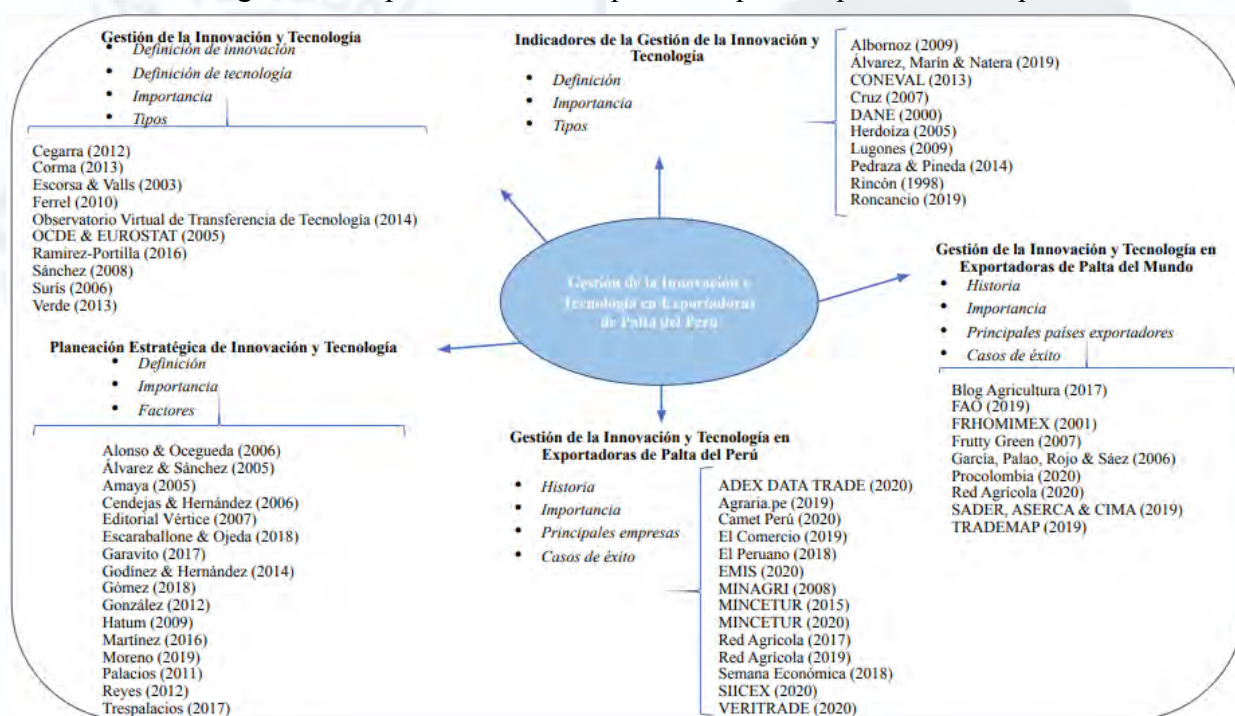 Gestión de la Innovación y Tecnología
• Definición de innovación
• Definición de tecnología
• Importancia
• Tipos
Cegarra (2012)
Corma (2013)
Escorsa & Valls (2003)
Ferrel (2010)
Observatorio Virtual de Transferencia de Tecnología (2014)
OCDE & EUROSTAT (2005)
Ramirez-Portilla (2016)
Sánchez (2008)
Surís (2006)
Verde (2013)
Indicadores de la Gestión de la Innovación y
Tecnología
• Definición
• Importancia
• Tipos
Albornoz (2009)
Álvarez, Marín & Natera (2019)
CONEVAL (2013)
Cruz (2007)
DANE (2000)
Herdoiza (2005)
Lugones (2009)
Pedraza & Pineda (2014)
Rincón (1998)
Roncancio (2019)
Gestión de la Innovación y
Tecnología en Exportadoras
de Palta del Perú
Gestión de la Innovación y Tecnología en
Exportadoras de Palta del Mundo
• Historia
• Importancia
• Principales países exportadores
• Casos de éxito
Blog Agricultura (2017)
FAO (2019)
FRHOMIMEX (2001)
Frutty Green (2007)
García, Palao, Rojo & Sáez (2006)
Procolombia (2020)
Red Agrícola (2020)
SADER, ASERCA & CIMA (2019)
TRADEMAP (2019)
Planeación Estratégica de Innovación y Tecnología
• Definición
• Importancia
• Factores
Alonso & Ocegueda (2006)
Álvarez & Sánchez (2005)
Amaya (2005)
Cendejas & Hernández (2006)
Editorial Vértice (2007)
Escaraballone & Ojeda (2018)
Garavito (2017)
Godínez & Hernández (2014)
Gómez (2018)
González (2012)
Hatum (2009)
Martínez (2016)
Moreno (2019)
Palacios (2011)
Reyes (2012)
Trespalacios (2017)
Gestión de la Innovación y Tecnología en
Exportadoras de Palta del Perú
• Historia
• Importancia
• Principales empresas
• Casos de éxito
ADEX DATA TRADE (2020)
Agraria.pe (2019)
Camet Perú (2020)
El Comercio (2019)
El Peruano (2018)
EMIS (2020)
MINAGRI (2008)
MINCETUR (2015)
MINCETUR (2020)
Red Agrícola (2017)
Red Agrícola (2019)
Semana Económica (2018)
SIICEX (2020)
VERITRADE (2020)